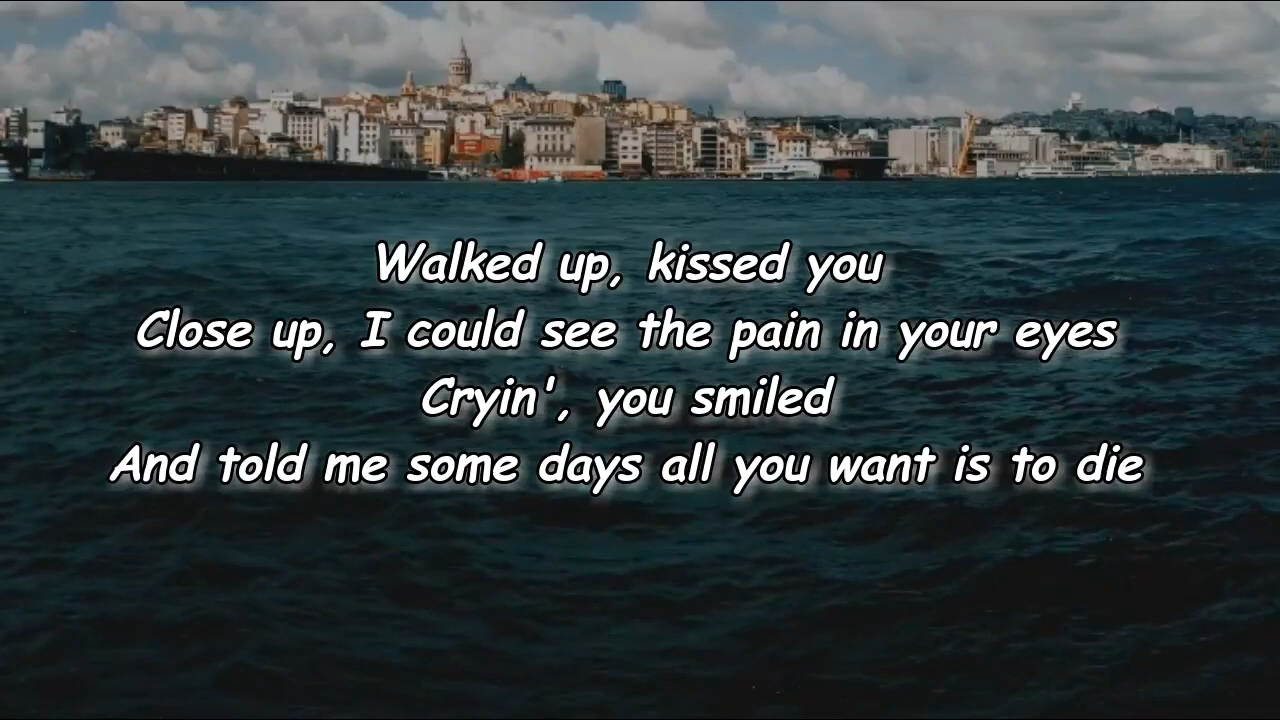 Walked up, kissed you
Close up, I could see the pain in your eyes
Cryin', you smiled
And told me some days all you want is to die